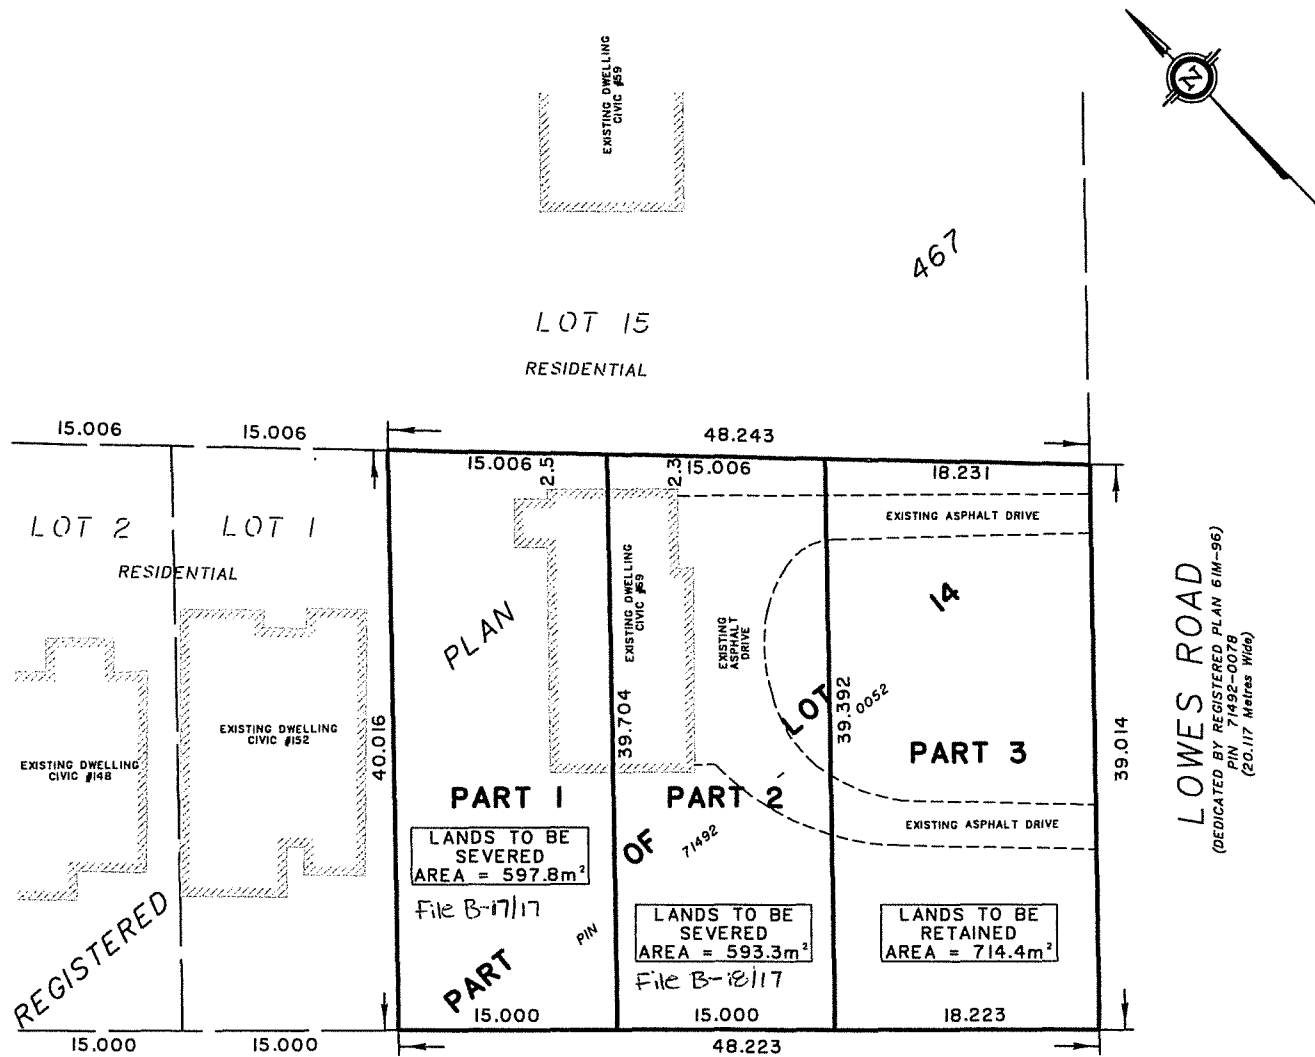 EXISTING DWELLING
CIVIC #59
N
467
LOT 15
RESIDENTIAL
15.006
15.006
48.243
15.006
2.5
2.3
15.006
18.231
EXISTING ASPHALT DRIVE
LOT 2
LOT 1
RESIDENTIAL
PLAN
EXISTING DWELLING
CIVIC #59
EXISTING
ASPHALT
DRIVE
14
LOT
0052
39.704
39.392
40.016
39.014
EXISTING DWELLING
CIVIC #152
EXISTING DWELLING
CIVIC #148
PART 1
PART 2
PART 3
LOWES ROAD
(DEDICATED BY REGISTERED PLAN 61M-96)
PIN 71492-0078
(20.117 Metres Wide)
EXISTING ASPHALT DRIVE
LANDS TO BE
SEVERED
AREA = 597.8m²
File B-17/17
OF
71492
PIN
PART
REGISTERED
LANDS TO BE
SEVERED
AREA = 593.3m²
File B-18/17
LANDS TO BE
RETAINED
AREA = 714.4m²
15.000
15.000
18.223
15.000
15.000
48.223